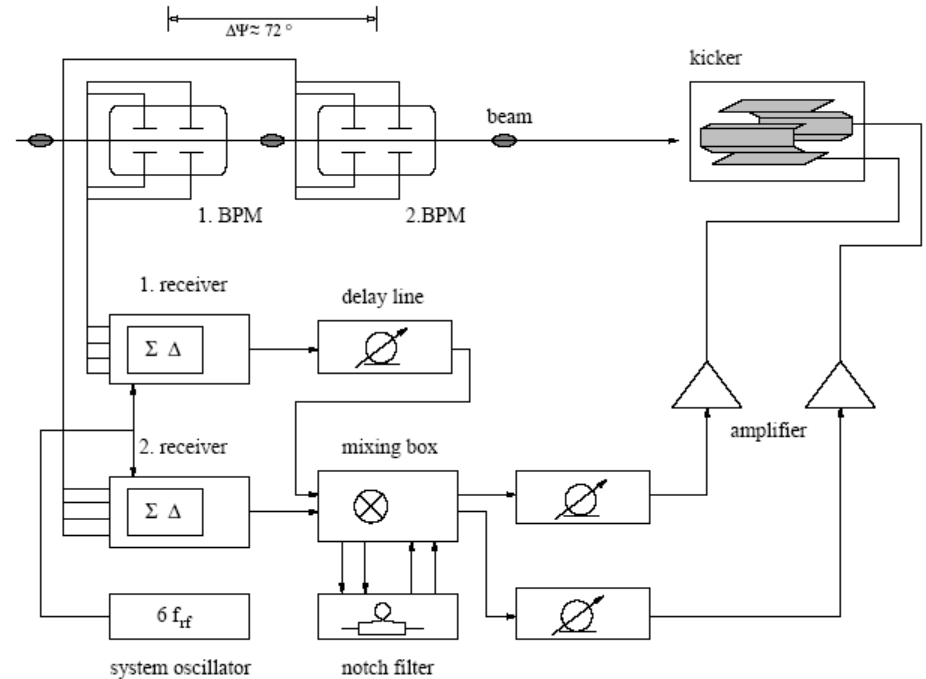 ΔΨ≈ 72 °
kicker
beam
1. BPM
2.BPM
1. receiver
delay line
Σ Δ
amplifier
2. receiver
mixing box
Σ Δ
6 f_rf
system oscillator
notch filter